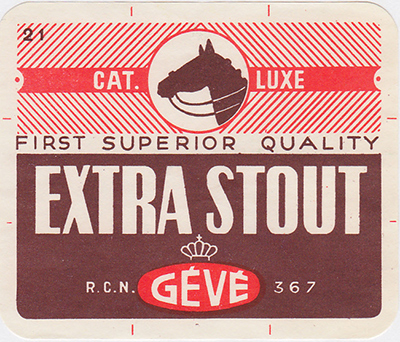 21
CAT. LUXE
FIRST SUPERIOR QUALITY
EXTRA STOUT
R.C.N. GÉVÉ 367